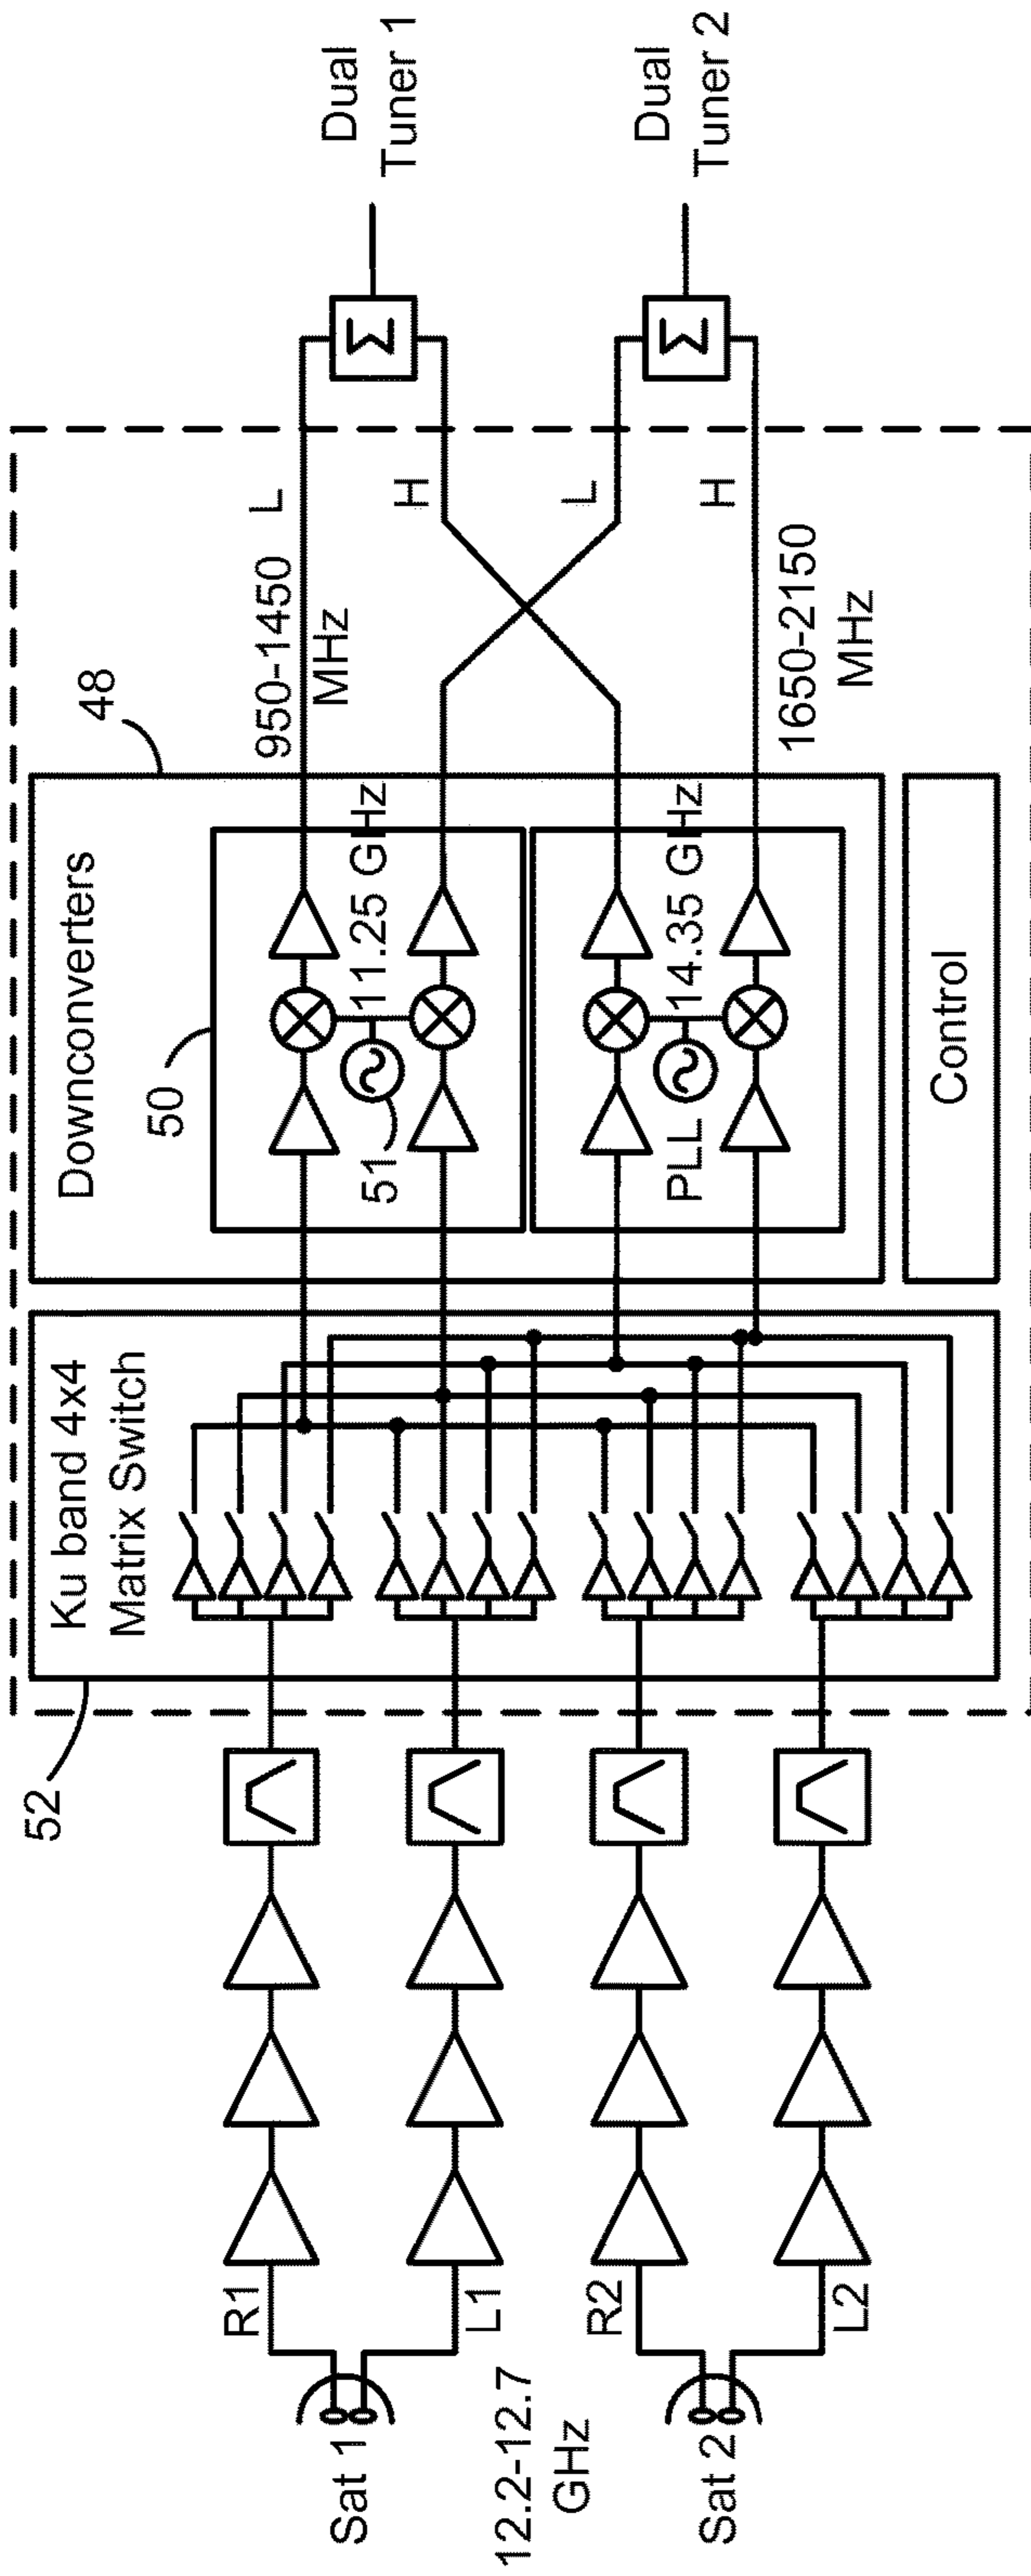 Sat 1
R1
L1
12.2-12.7
GHz
Sat 2
R2
L2
52
Ku band 4x4
Matrix Switch
Downconverters
48
50
51
11.25 GHz
PLL
14.35 GHz
Control
950-1450
MHz
L
H
L
H
1650-2150
MHz
Σ
Σ
Dual
Tuner 1
Dual
Tuner 2